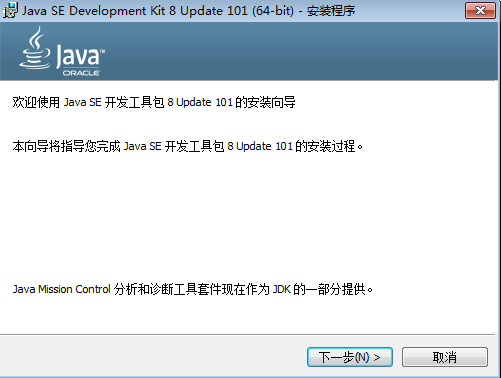 Java SE Development Kit 8 Update 101 (64-bit) - 安装程序
Java™
ORACLE
欢迎使用 Java SE 开发工具包 8 Update 101 的安装向导
本向导将指导您完成 Java SE 开发工具包 8 Update 101 的安装过程。
Java Mission Control 分析和诊断工具套件现在作为 JDK 的一部分提供。
下一步(N) > 取消